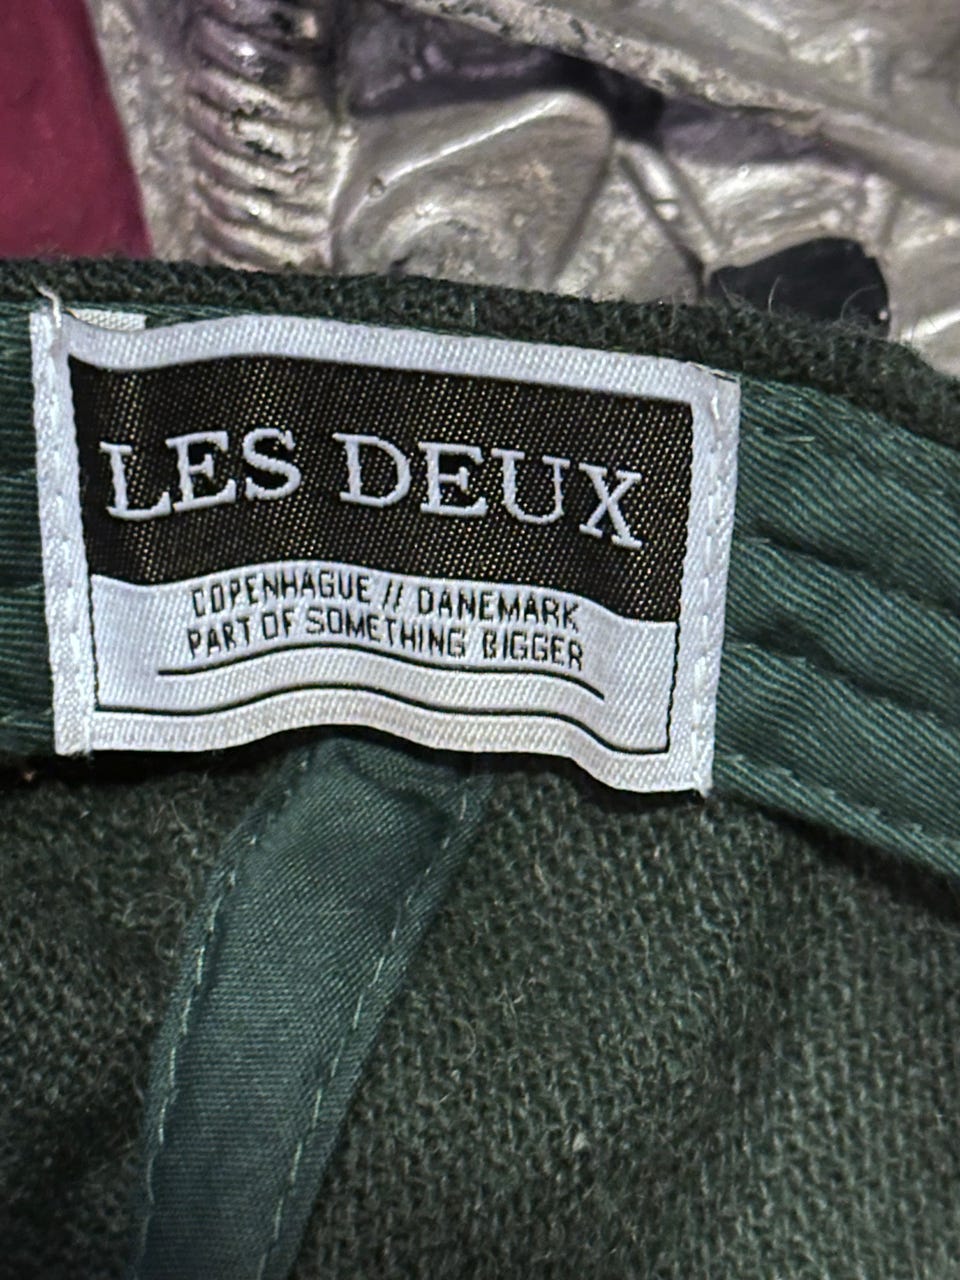 LES DEUX
COPENHAGUE // DANEMARK
PART OF SOMETHING BIGGER